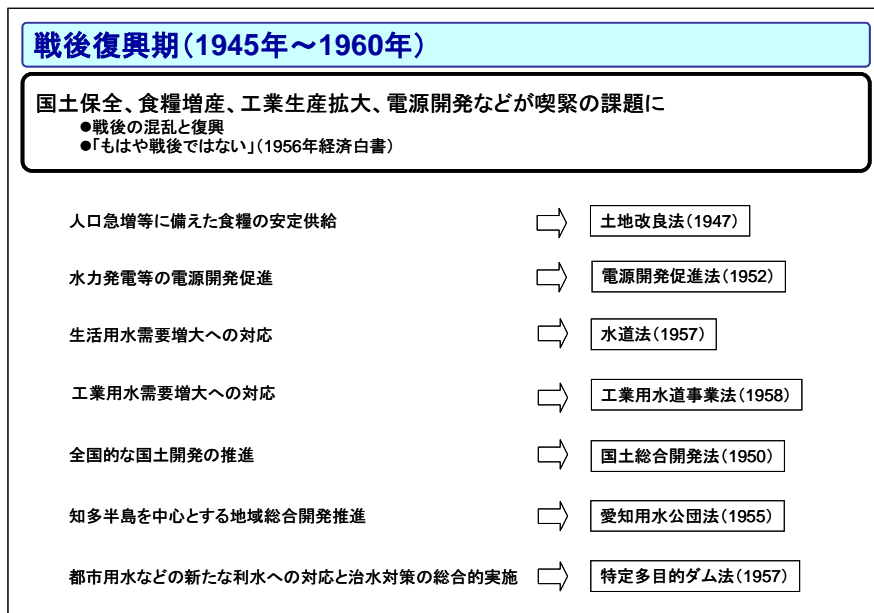 戦後復興期(1945年～1960年)
国土保全、食糧増産、工業生産拡大、電源開発などが喫緊の課題に
●戦後の混乱と復興
●「もはや戦後ではない」(1956年経済白書)
人口急増等に備えた食糧の安定供給
土地改良法(1947)
水力発電等の電源開発促進
電源開発促進法(1952)
生活用水需要増大への対応
水道法(1957)
工業用水需要増大への対応
工業用水道事業法(1958)
全国的な国土開発の推進
国土総合開発法(1950)
知多半島を中心とする地域総合開発推進
愛知用水公団法(1955)
都市用水などの新たな利水への対応と治水対策の総合的実施
特定多目的ダム法(1957)